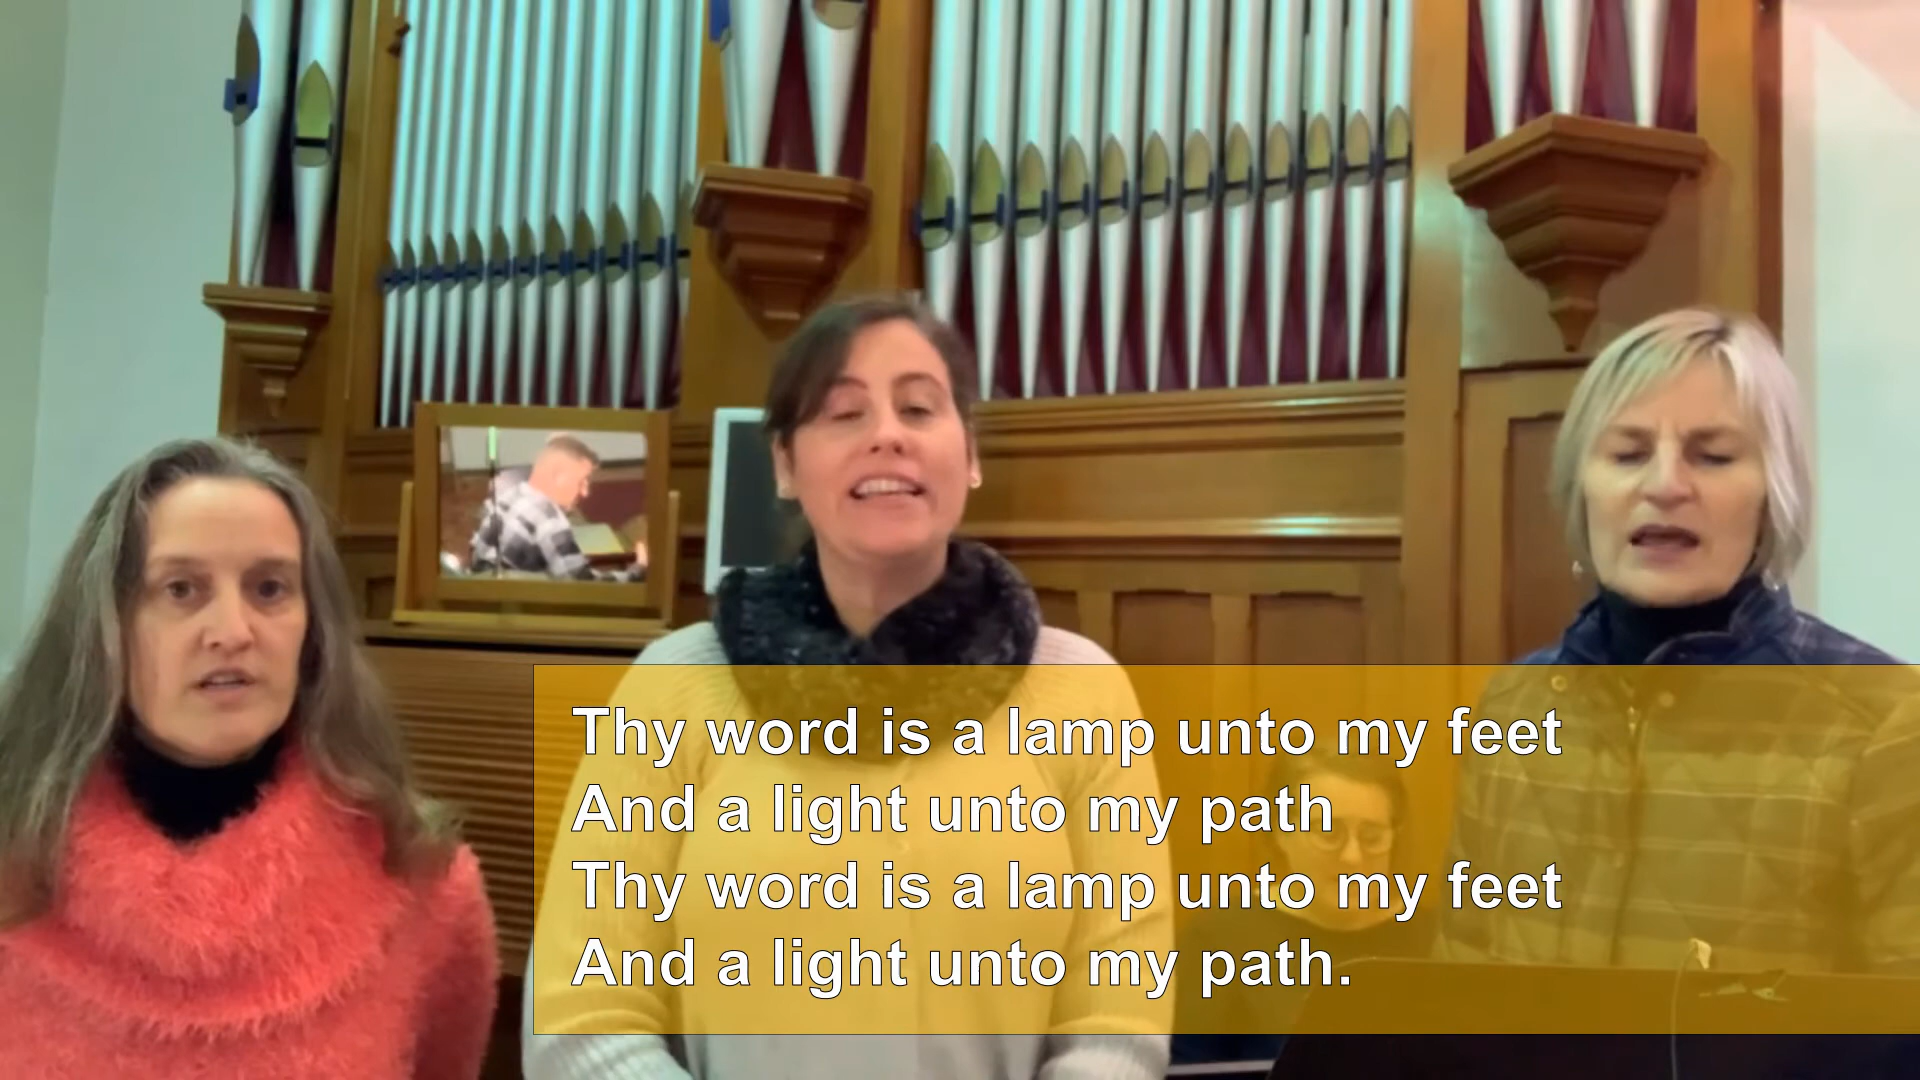 Thy word is a lamp unto my feet
And a light unto my path
Thy word is a lamp unto my feet
And a light unto my path.